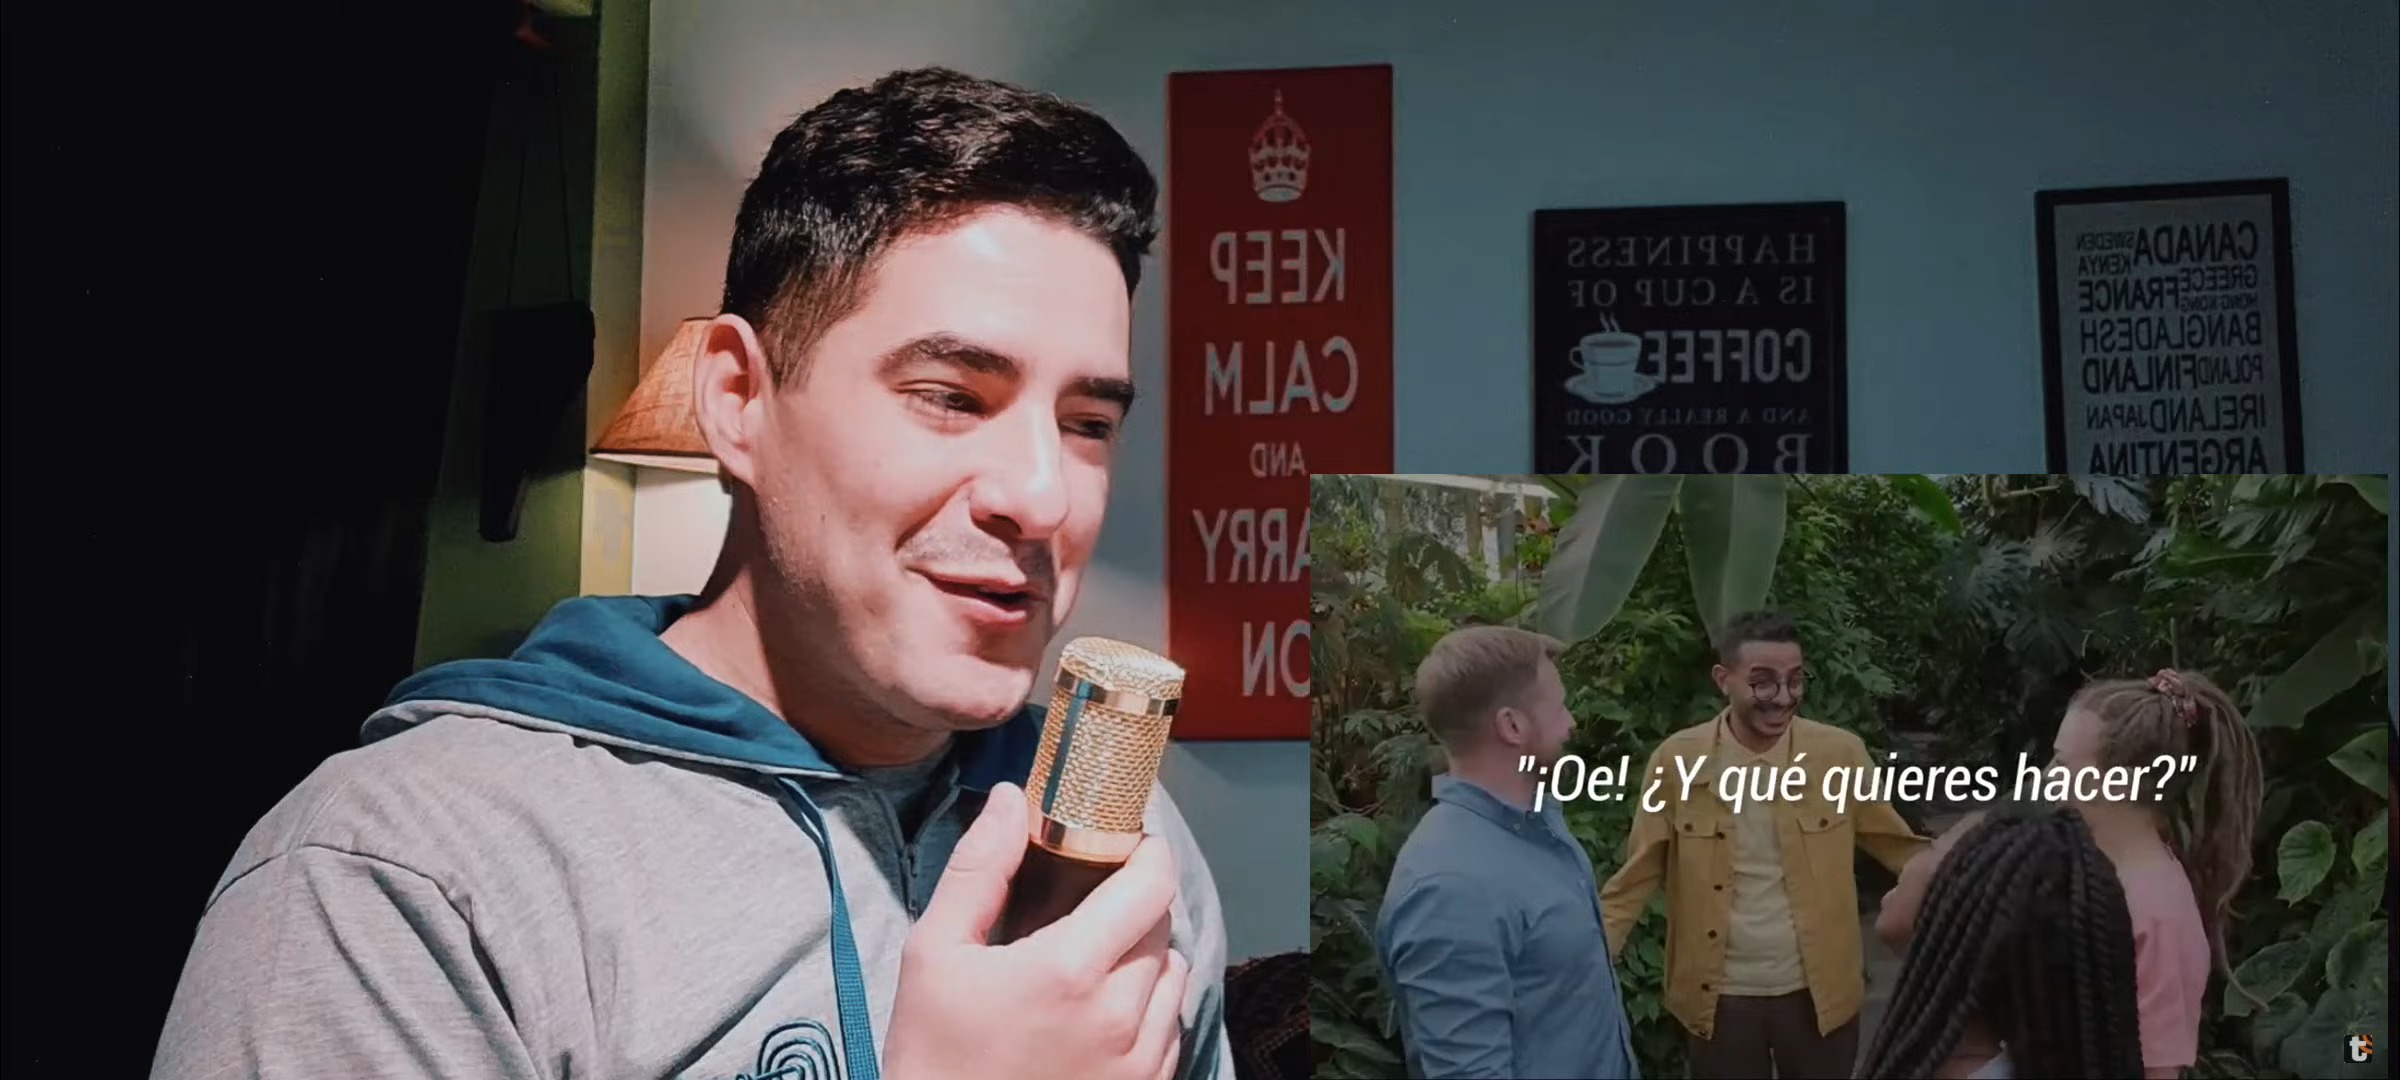 KEEP
CALM
AND
ARRY
ON
HAPPINESS
IS A CUP OF
COFFEE
AND A REALLY GOOD
BOOK
CANADA SWEDEN
KENYA
GREECE FRANCE HONG KONG
BANGLADESH
POLAND FINLAND
IRELAND JAPAN
ARGENTINA
"¡Oe! ¿Y qué quieres hacer?"
t